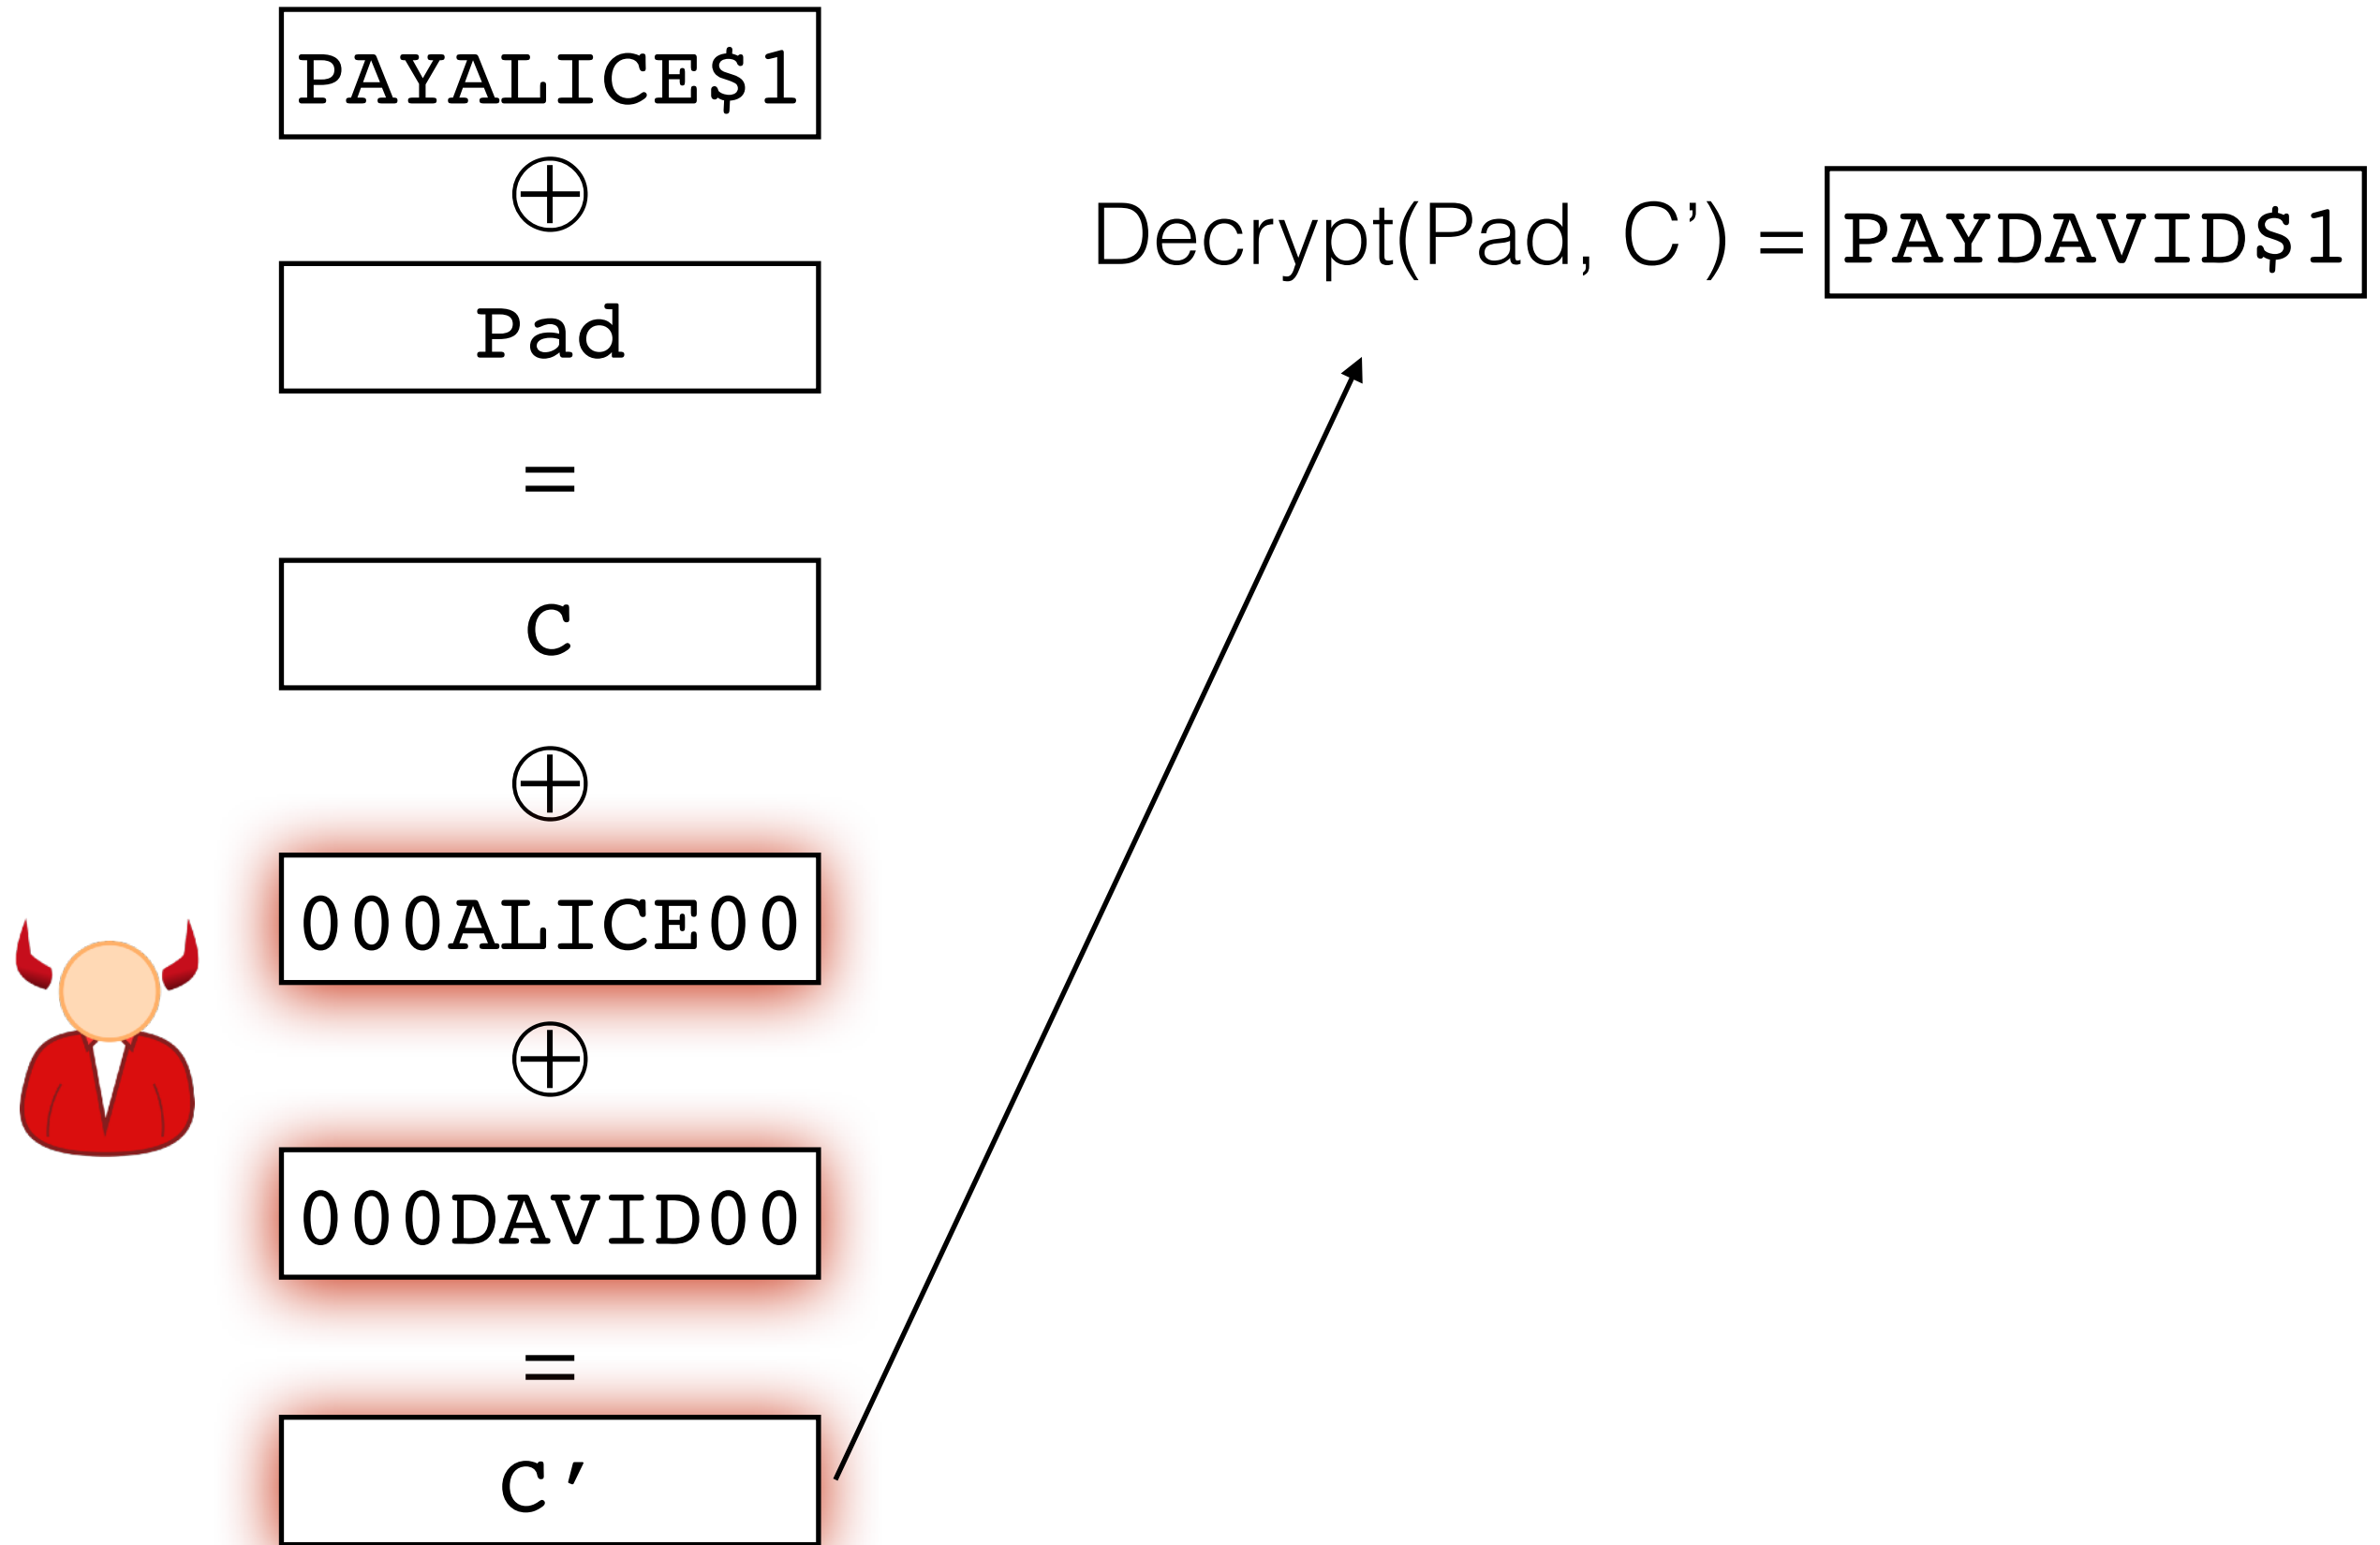 PAYALICE$1
⊕
Pad
=
C
⊕
000ALICE00
⊕
000DAVID00
=
C'
Decrypt(Pad, C’) = PAYDAVID$1